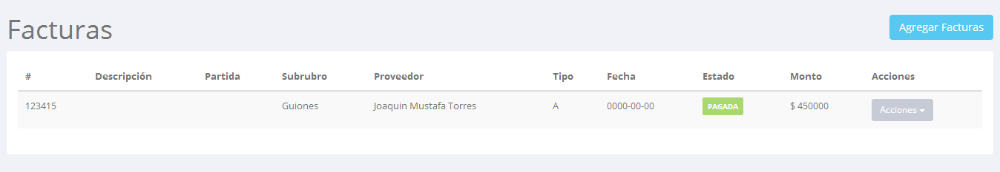 Facturas
Agregar Facturas
# Descripción Partida Subrubro Proveedor Tipo Fecha Estado Monto Acciones
123415 Guiones Joaquin Mustafa Torres A 0000-00-00 PAGADA $ 450000 Acciones